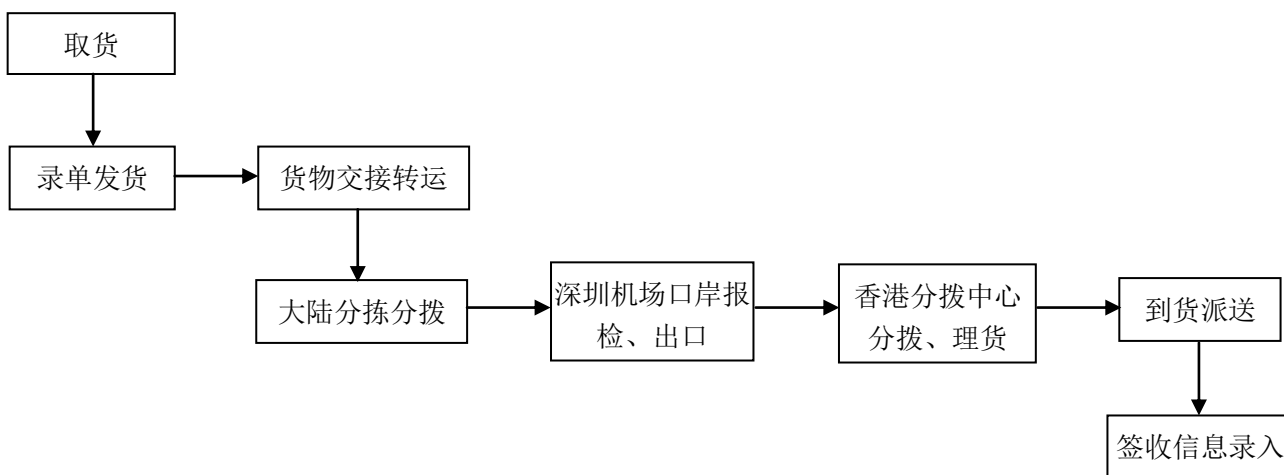 取货
录单发货
货物交接转运
大陆分拣分拨
深圳机场口岸报
检、出口
香港分拨中心
分拨、理货
到货派送
签收信息录入